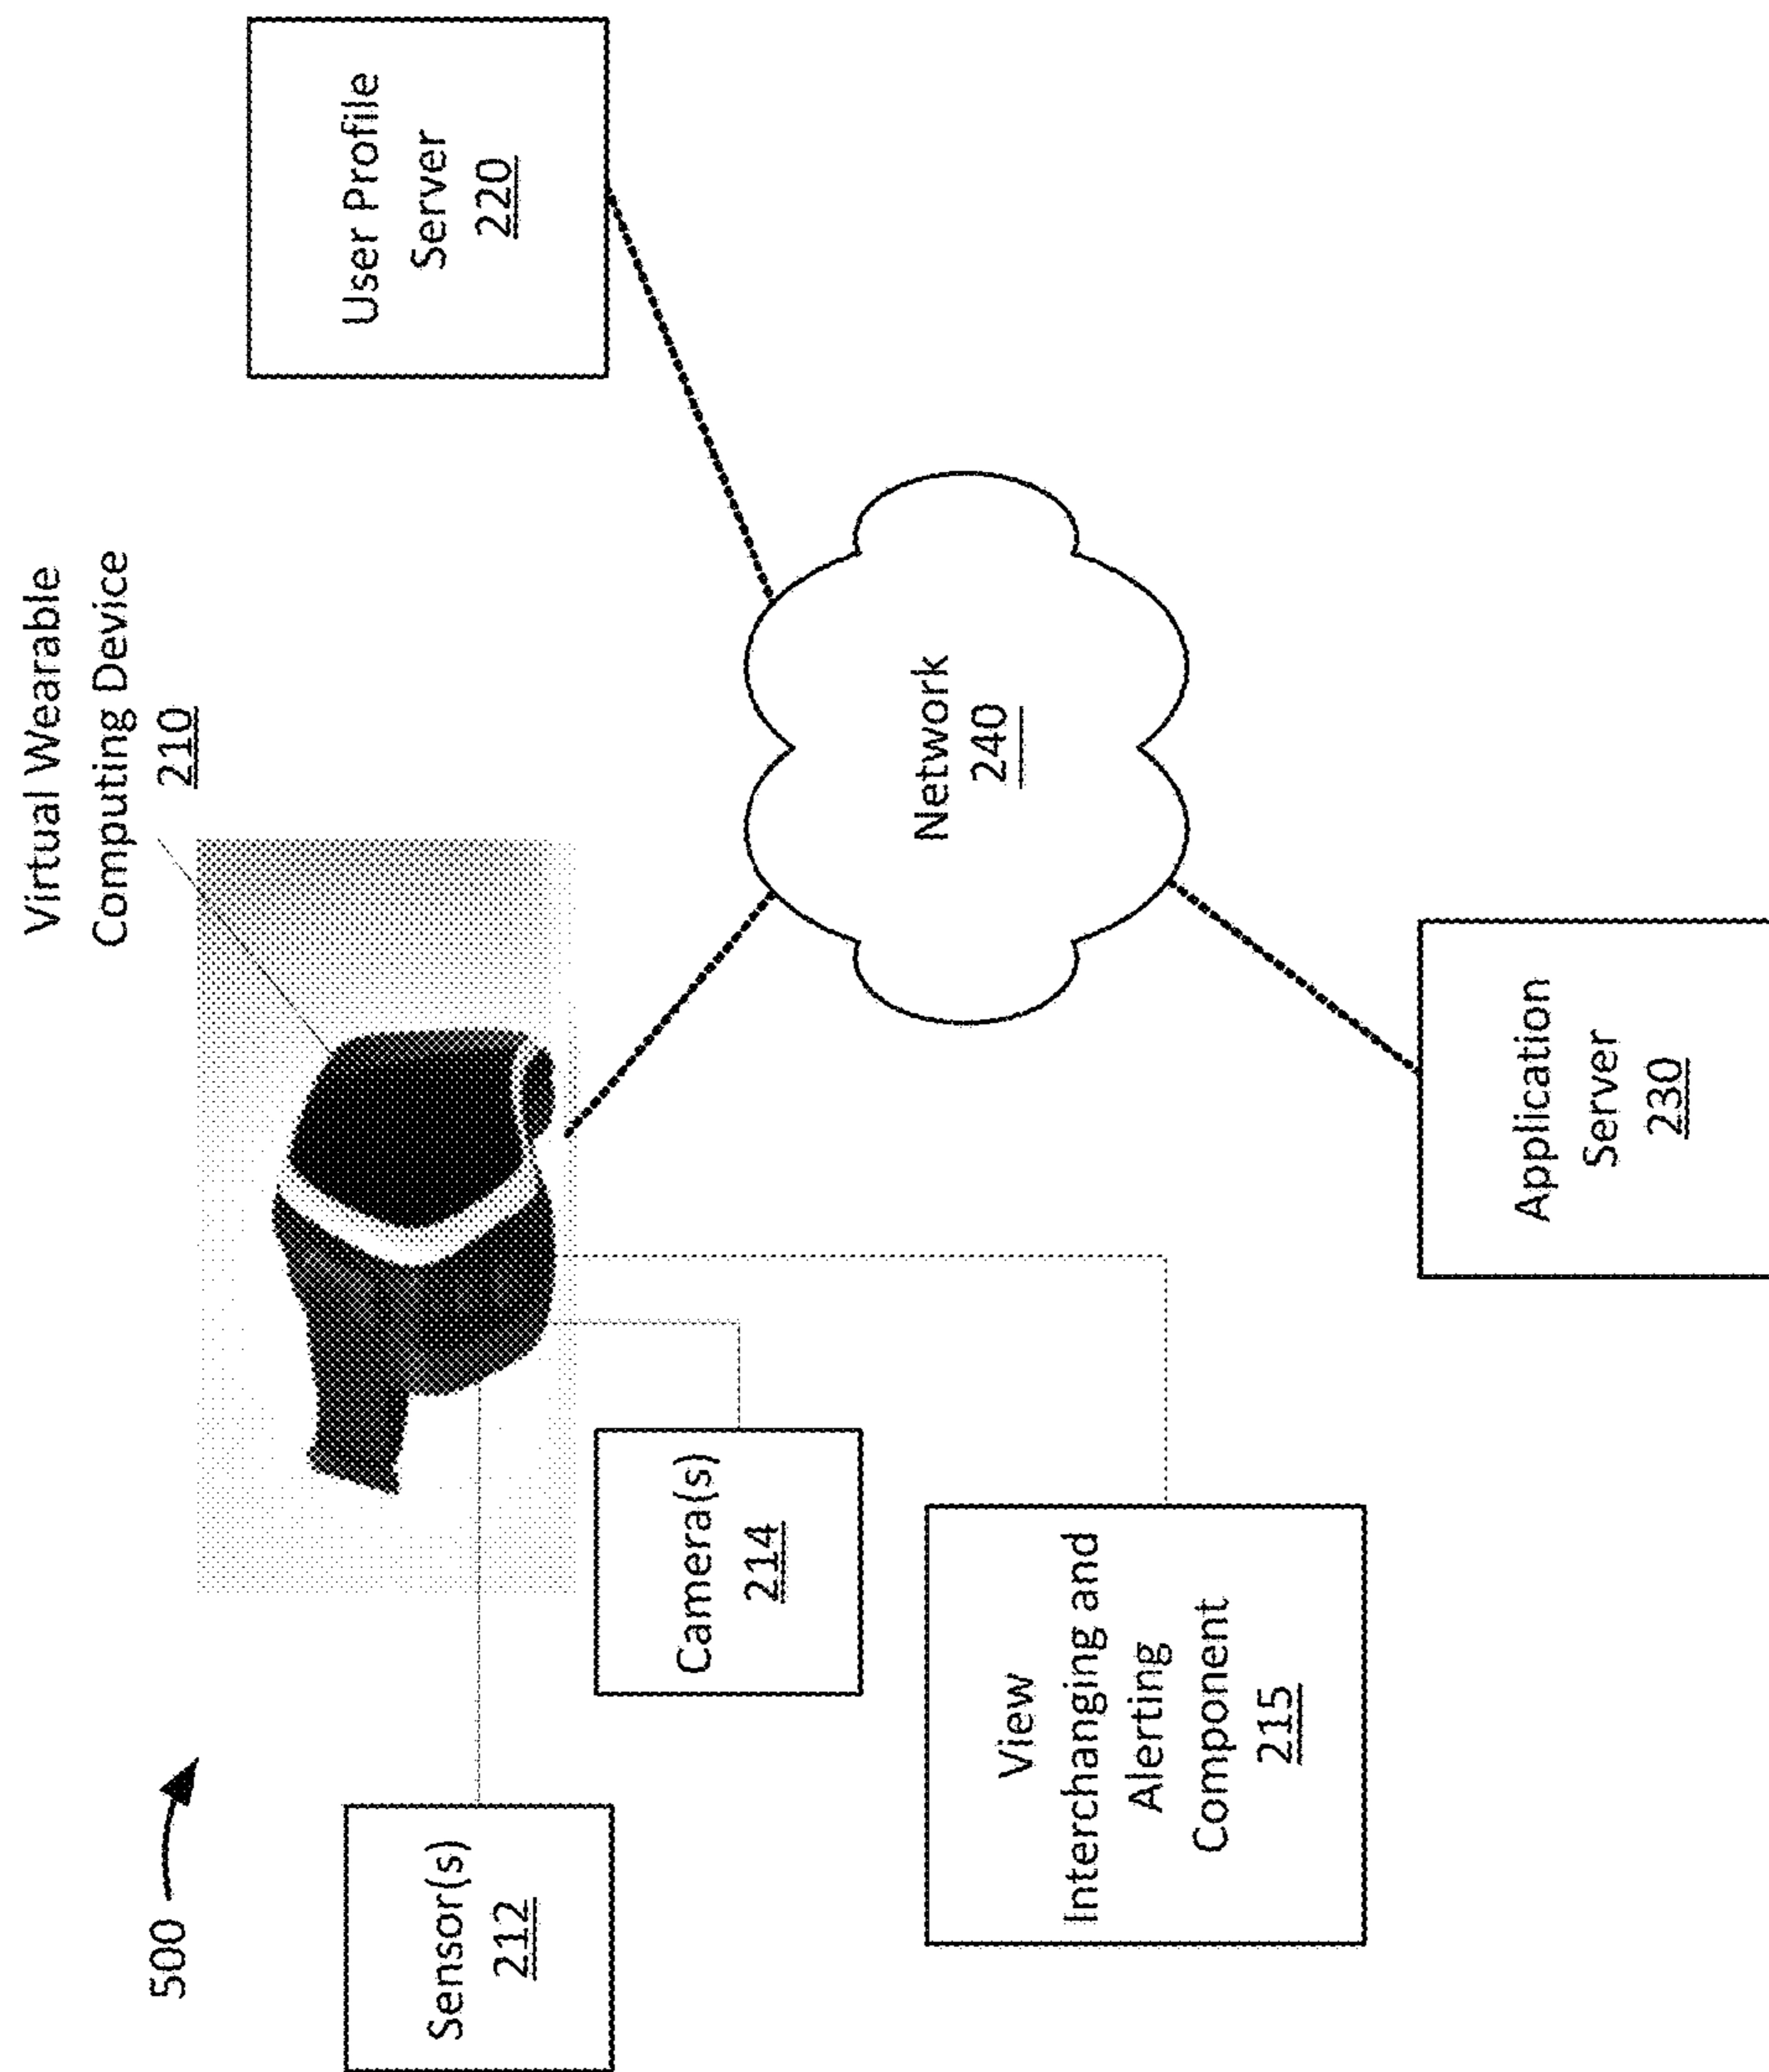 500
Virtual Wearable
Computing Device
210
Sensor(s)
212
Camera(s)
214
View
Interchanging and
Alerting
Component
215
User Profile
Server
220
Network
240
Application
Server
230